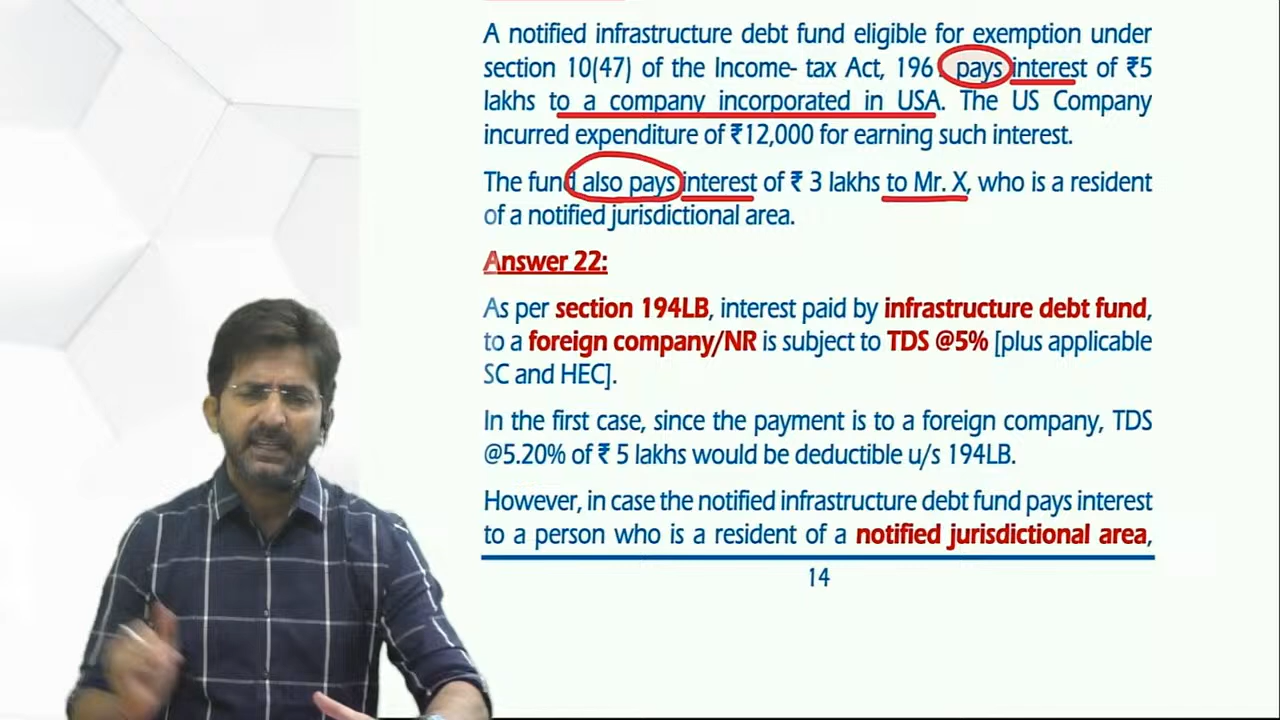 A notified infrastructure debt fund eligible for exemption under
section 10(47) of the Income- tax Act, 196 pays interest of ₹5
lakhs to a company incorporated in USA. The US Company
incurred expenditure of ₹12,000 for earning such interest.
The fund also pays interest of ₹ 3 lakhs to Mr. X, who is a resident
of a notified jurisdictional area.
Answer 22:
As per section 194LB, interest paid by infrastructure debt fund,
to a foreign company/NR is subject to TDS @5% [plus applicable
SC and HEC].
In the first case, since the payment is to a foreign company, TDS
@5.20% of ₹ 5 lakhs would be deductible u/s 194LB.
However, in case the notified infrastructure debt fund pays interest
to a person who is a resident of a notified jurisdictional area,
14